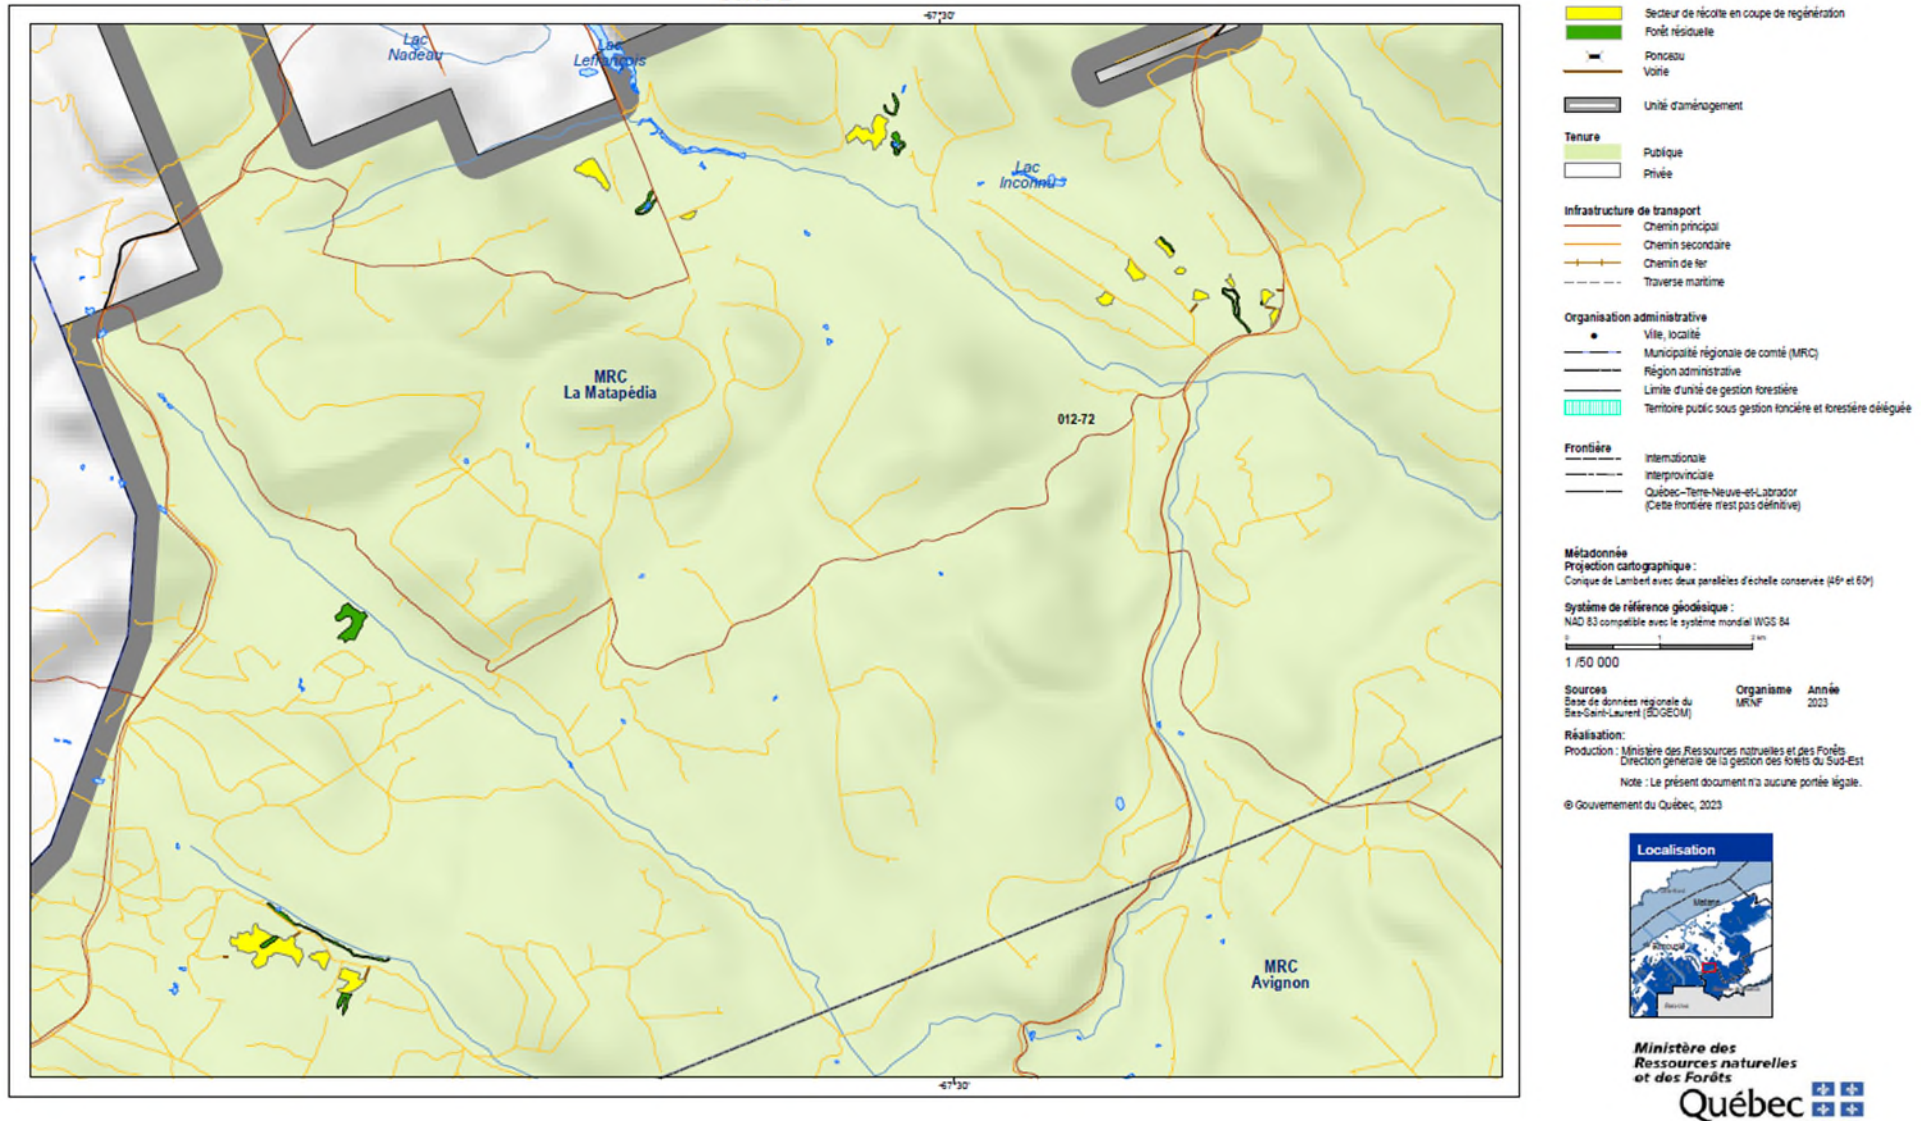 -67°30'
Lac
Nadeau
Lac
Lefrançois
Lac
Inconnu
MRC
La Matapédia
012-72
MRC
Avignon
-67°30'
Secteur de récolte en coupe de regénération
Forêt résiduelle
Ponceau
Voirie
Unité d'aménagement
Tenure
Publique
Privée
Infrastructure de transport
Chemin principal
Chemin secondaire
Chemin de fer
Traverse maritime
Organisation administrative
Ville, localité
Municipalité régionale de comté (MRC)
Région administrative
Limite d'unité de gestion forestière
Territoire public sous gestion foncière et forestière déléguée
Frontière
Internationale
Interprovinciale
Québec–Terre-Neuve-et-Labrador
(Cette frontière n'est pas définitive)
Métadonnée
Projection cartographique :
Conique de Lambert avec deux parallèles d'échelle conservée (46e et 60e)
Système de référence géodésique :
NAD 83 compatible avec le système mondial WGS 84
0 1 2 km
1 /50 000
Sources Organisme Année
Base de données régionale du MRNF 2023
Bas-Saint-Laurent (BDGEOM)
Réalisation:
Production : Ministère des Ressources natruelles et des Forêts
Direction générale de la gestion des forêts du Sud-Est
Note : Le présent document n'a aucune portée légale.
© Gouvernement du Québec, 2023
Localisation
Matane
Rimouski
Ministère des
Ressources naturelles
et des Forêts
Québec